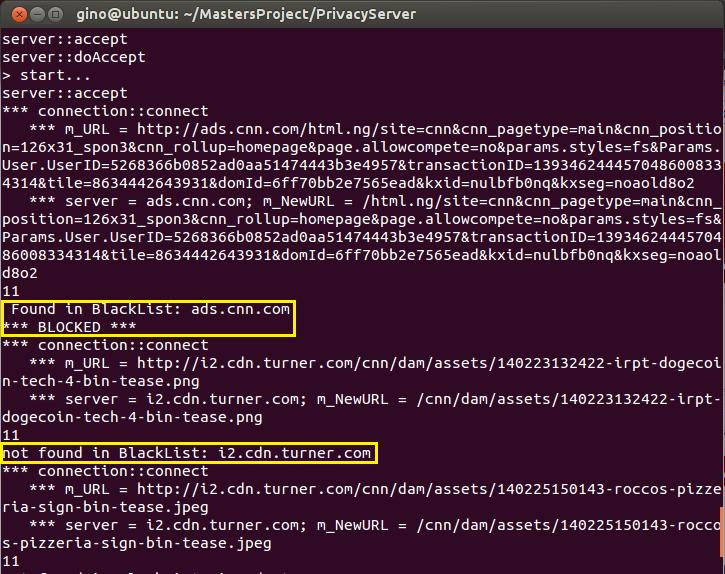 gino@ubuntu: ~/MastersProject/PrivacyServer
server::accept
server::doAccept
> start...
server::accept
*** connection::connect
*** m_URL = http://ads.cnn.com/html.ng/site=cnn&cnn_pagetype=main&cnn_positio
n=126x31_spon3&cnn_rollup=homepage&page.allowcompete=no&params.styles=fs&Params.
User.UserID=5268366b0852ad0aa51474443b3e4957&transactionID=139346244457048600833
4314&tile=8634442643931&domId=6ff70bb2e7565ead&kxid=nulbfb0nq&kxseg=noaold8o2
*** server = ads.cnn.com; m_NewURL = /html.ng/site=cnn&cnn_pagetype=main&cnn_
position=126x31_spon3&cnn_rollup=homepage&page.allowcompete=no&params.styles=fs&
Params.User.UserID=5268366b0852ad0aa51474443b3e4957&transactionID=13934624445704
86008334314&tile=8634442643931&domId=6ff70bb2e7565ead&kxid=nulbfb0nq&kxseg=noaol
d8o2
11
Found in BlackList: ads.cnn.com
*** BLOCKED ***
*** connection::connect
*** m_URL = http://i2.cdn.turner.com/cnn/dam/assets/140223132422-irpt-dogecoi
n-tech-4-bin-tease.png
*** server = i2.cdn.turner.com; m_NewURL = /cnn/dam/assets/140223132422-irpt-
dogecoin-tech-4-bin-tease.png
11
not found in BlackList: i2.cdn.turner.com
*** connection::connect
*** m_URL = http://i2.cdn.turner.com/cnn/dam/assets/140225150143-roccos-pizze
ria-sign-bin-tease.jpeg
*** server = i2.cdn.turner.com; m_NewURL = /cnn/dam/assets/140225150143-rocco
s-pizzeria-sign-bin-tease.jpeg
11